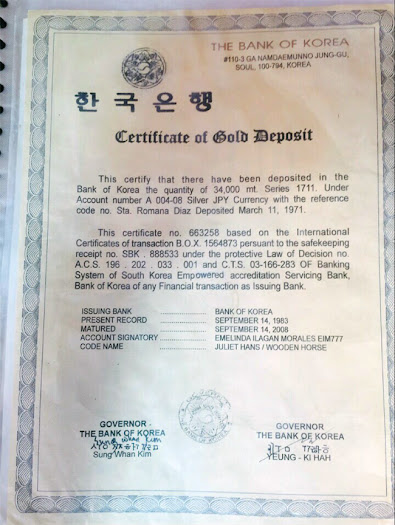 THE BANK OF KOREA
#110-3 GA NAMDAEMUNNO JUNG-GU,
SOUL, 100-794, KOREA
한국은행
Certificate of Gold Deposit
This certify that there have been deposited in the
Bank of Korea the quantity of 34,000 mt. Series 1711. Under
Account number A 004-08 Silver JPY Currency with the reference
code no. Sta. Romana Diaz Deposited March 11, 1971.
This certificate no. 663258 based on the International
Certificates of transaction B.O.X. 1564873 persuant to the safekeeping
receipt no. SBK . 888533 under the protective Law of Decision no.
A.C.S. 196 . 202 . 033 . 001 and C.T.S. 03-166-283 OF Banking
System of South Korea Empowered accreditation Servicing Bank,
Bank of Korea of any Financial transaction as Issuing Bank.
ISSUING BANK .................... BANK OF KOREA
PRESENT RECORD .................... SEPTEMBER 14, 1983
MATURED .................... SEPTEMBER 14, 2008
ACCOUNT SIGNATORY .................... EMELINDA ILAGAN MORALES EIM777
CODE NAME .................... JULIET HANS / WOODEN HORSE
GOVERNOR
THE BANK OF KOREA
Sung Whan Kim
Sung Whan Kim
GOVERNOR
THE BANK OF KOREA
YEUNG - KI HAH